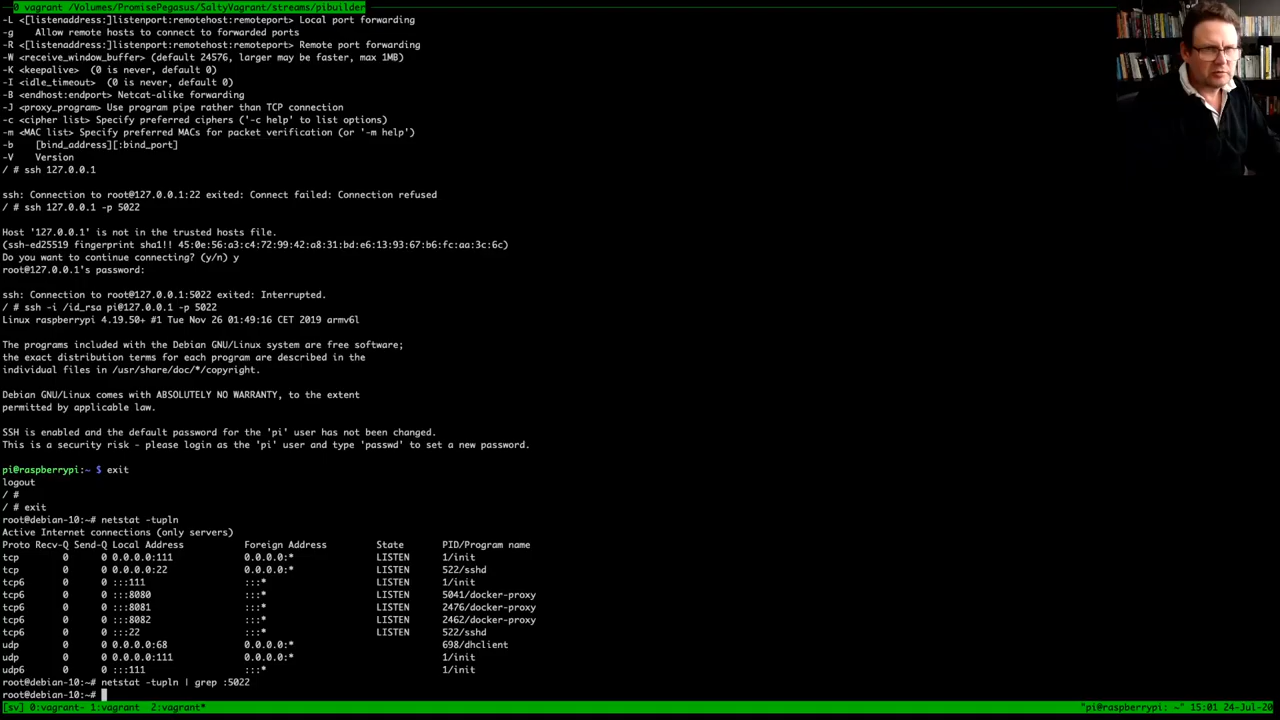 0 vagrant /Volumes/PromisePegasus/SaltyVagrant/streams/pibuilder
-L <[listenaddress:]listenport:remotehost:remoteport> Local port forwarding
-g   Allow remote hosts to connect to forwarded ports
-R <[listenaddress:]listenport:remotehost:remoteport> Remote port forwarding
-W <receive_window_buffer> (default 24576, larger may be faster, max 1MB)
-K <keepalive>  (0 is never, default 0)
-I <idle_timeout>  (0 is never, default 0)
-B <endhost:endport> Netcat-alike forwarding
-J <proxy_program> Use program pipe rather than TCP connection
-c <cipher list> Specify preferred ciphers ('-c help' to list options)
-m <MAC list> Specify preferred MACs for packet verification (or '-m help')
-b   [bind_address][:bind_port]
-V   Version
/ # ssh 127.0.0.1
ssh: Connection to root@127.0.0.1:22 exited: Connect failed: Connection refused
/ # ssh 127.0.0.1 -p 5022
Host '127.0.0.1' is not in the trusted hosts file.
(ssh-ed25519 fingerprint sha1!! 45:0e:56:a3:c4:72:99:42:a8:31:bd:e6:13:93:67:b6:fc:aa:3c:6c)
Do you want to continue connecting? (y/n) y
root@127.0.0.1's password:
ssh: Connection to root@127.0.0.1:5022 exited: Interrupted.
/ # ssh -i /id_rsa pi@127.0.0.1 -p 5022
Linux raspberrypi 4.19.50+ #1 Tue Nov 26 01:49:16 CET 2019 armv6l
The programs included with the Debian GNU/Linux system are free software;
the exact distribution terms for each program are described in the
individual files in /usr/share/doc/*/copyright.
Debian GNU/Linux comes with ABSOLUTELY NO WARRANTY, to the extent
permitted by applicable law.
SSH is enabled and the default password for the 'pi' user has not been changed.
This is a security risk - please login as the 'pi' user and type 'passwd' to set a new password.
pi@raspberrypi:~ $ exit
logout
/ #
/ # exit
root@debian-10:~# netstat -tupln
Active Internet connections (only servers)
Proto Recv-Q Send-Q Local Address           Foreign Address         State       PID/Program name
tcp        0      0 0.0.0.0:111             0.0.0.0:*               LISTEN      1/init
tcp        0      0 0.0.0.0:22              0.0.0.0:*               LISTEN      522/sshd
tcp6       0      0 :::111                  :::*                    LISTEN      1/init
tcp6       0      0 :::8080                 :::*                    LISTEN      5041/docker-proxy
tcp6       0      0 :::8081                 :::*                    LISTEN      2476/docker-proxy
tcp6       0      0 :::8082                 :::*                    LISTEN      2462/docker-proxy
tcp6       0      0 :::22                   :::*                    LISTEN      522/sshd
udp        0      0 0.0.0.0:68              0.0.0.0:*                           698/dhclient
udp        0      0 0.0.0.0:111             0.0.0.0:*                           1/init
udp6       0      0 :::111                  :::*                                1/init
root@debian-10:~# netstat -tupln | grep :5022
root@debian-10:~#
[sv] 0:vagrant- 1:vagrant  2:vagrant* "pi@raspberrypi: ~" 15:01 24-Jul-20